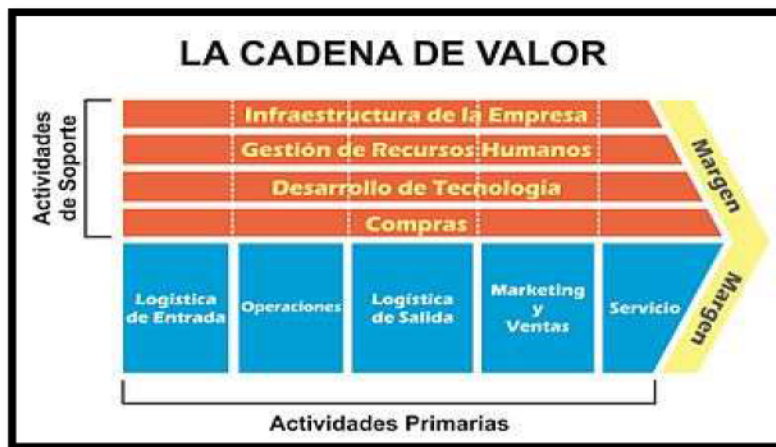 LA CADENA DE VALOR
Actividades
de Soporte
Infraestructura de la Empresa
Gestión de Recursos Humanos
Desarrollo de Tecnología
Compras
Margen
Logística
de Entrada
Operaciones
Logística
de Salida
Marketing
y
Ventas
Servicio
Margen
Actividades Primarias